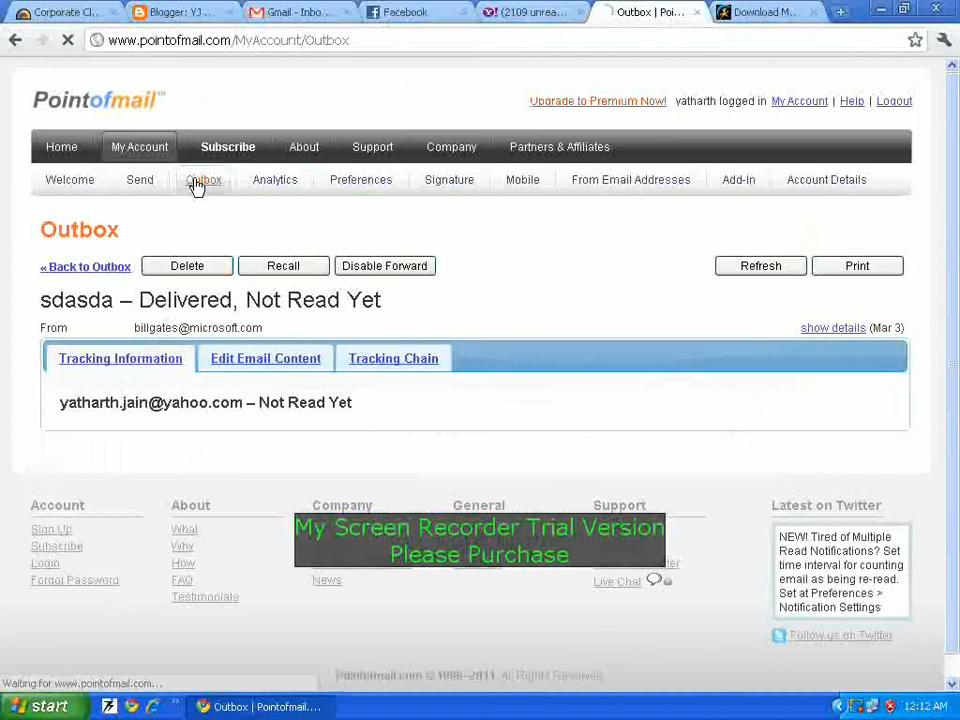 Corporate Cl...
Blogger: YJ ...
Gmail - Inbo...
Facebook
(2109 unrea...
Outbox | Poi...
Download M...
www.pointofmail.com/MyAccount/Outbox
Pointofmail™
Upgrade to Premium Now! yatharth logged in My Account | Help | Logout
Home My Account Subscribe About Support Company Partners & Affiliates
Welcome Send Outbox Analytics Preferences Signature Mobile From Email Addresses Add-In Account Details
Outbox
« Back to Outbox Delete Recall Disable Forward Refresh Print
sdasda – Delivered, Not Read Yet
From billgates@microsoft.com show details (Mar 3)
Tracking Information Edit Email Content Tracking Chain
yatharth.jain@yahoo.com – Not Read Yet
Account About Company General Support Latest on Twitter
Sign Up What
Subscribe Why
Login How
Forgot Password FAQ News Live Chat
Testimonials
My Screen Recorder Trial Version
Please Purchase
NEW! Tired of Multiple
Read Notifications? Set
time interval for counting
email as being re-read.
Set at Preferences >
Notification Settings
Follow us on Twitter
Pointofmail.com © 1998–2011 All Rights Reserved
Waiting for www.pointofmail.com...
start Outbox | Pointofmail.... 12:12 AM